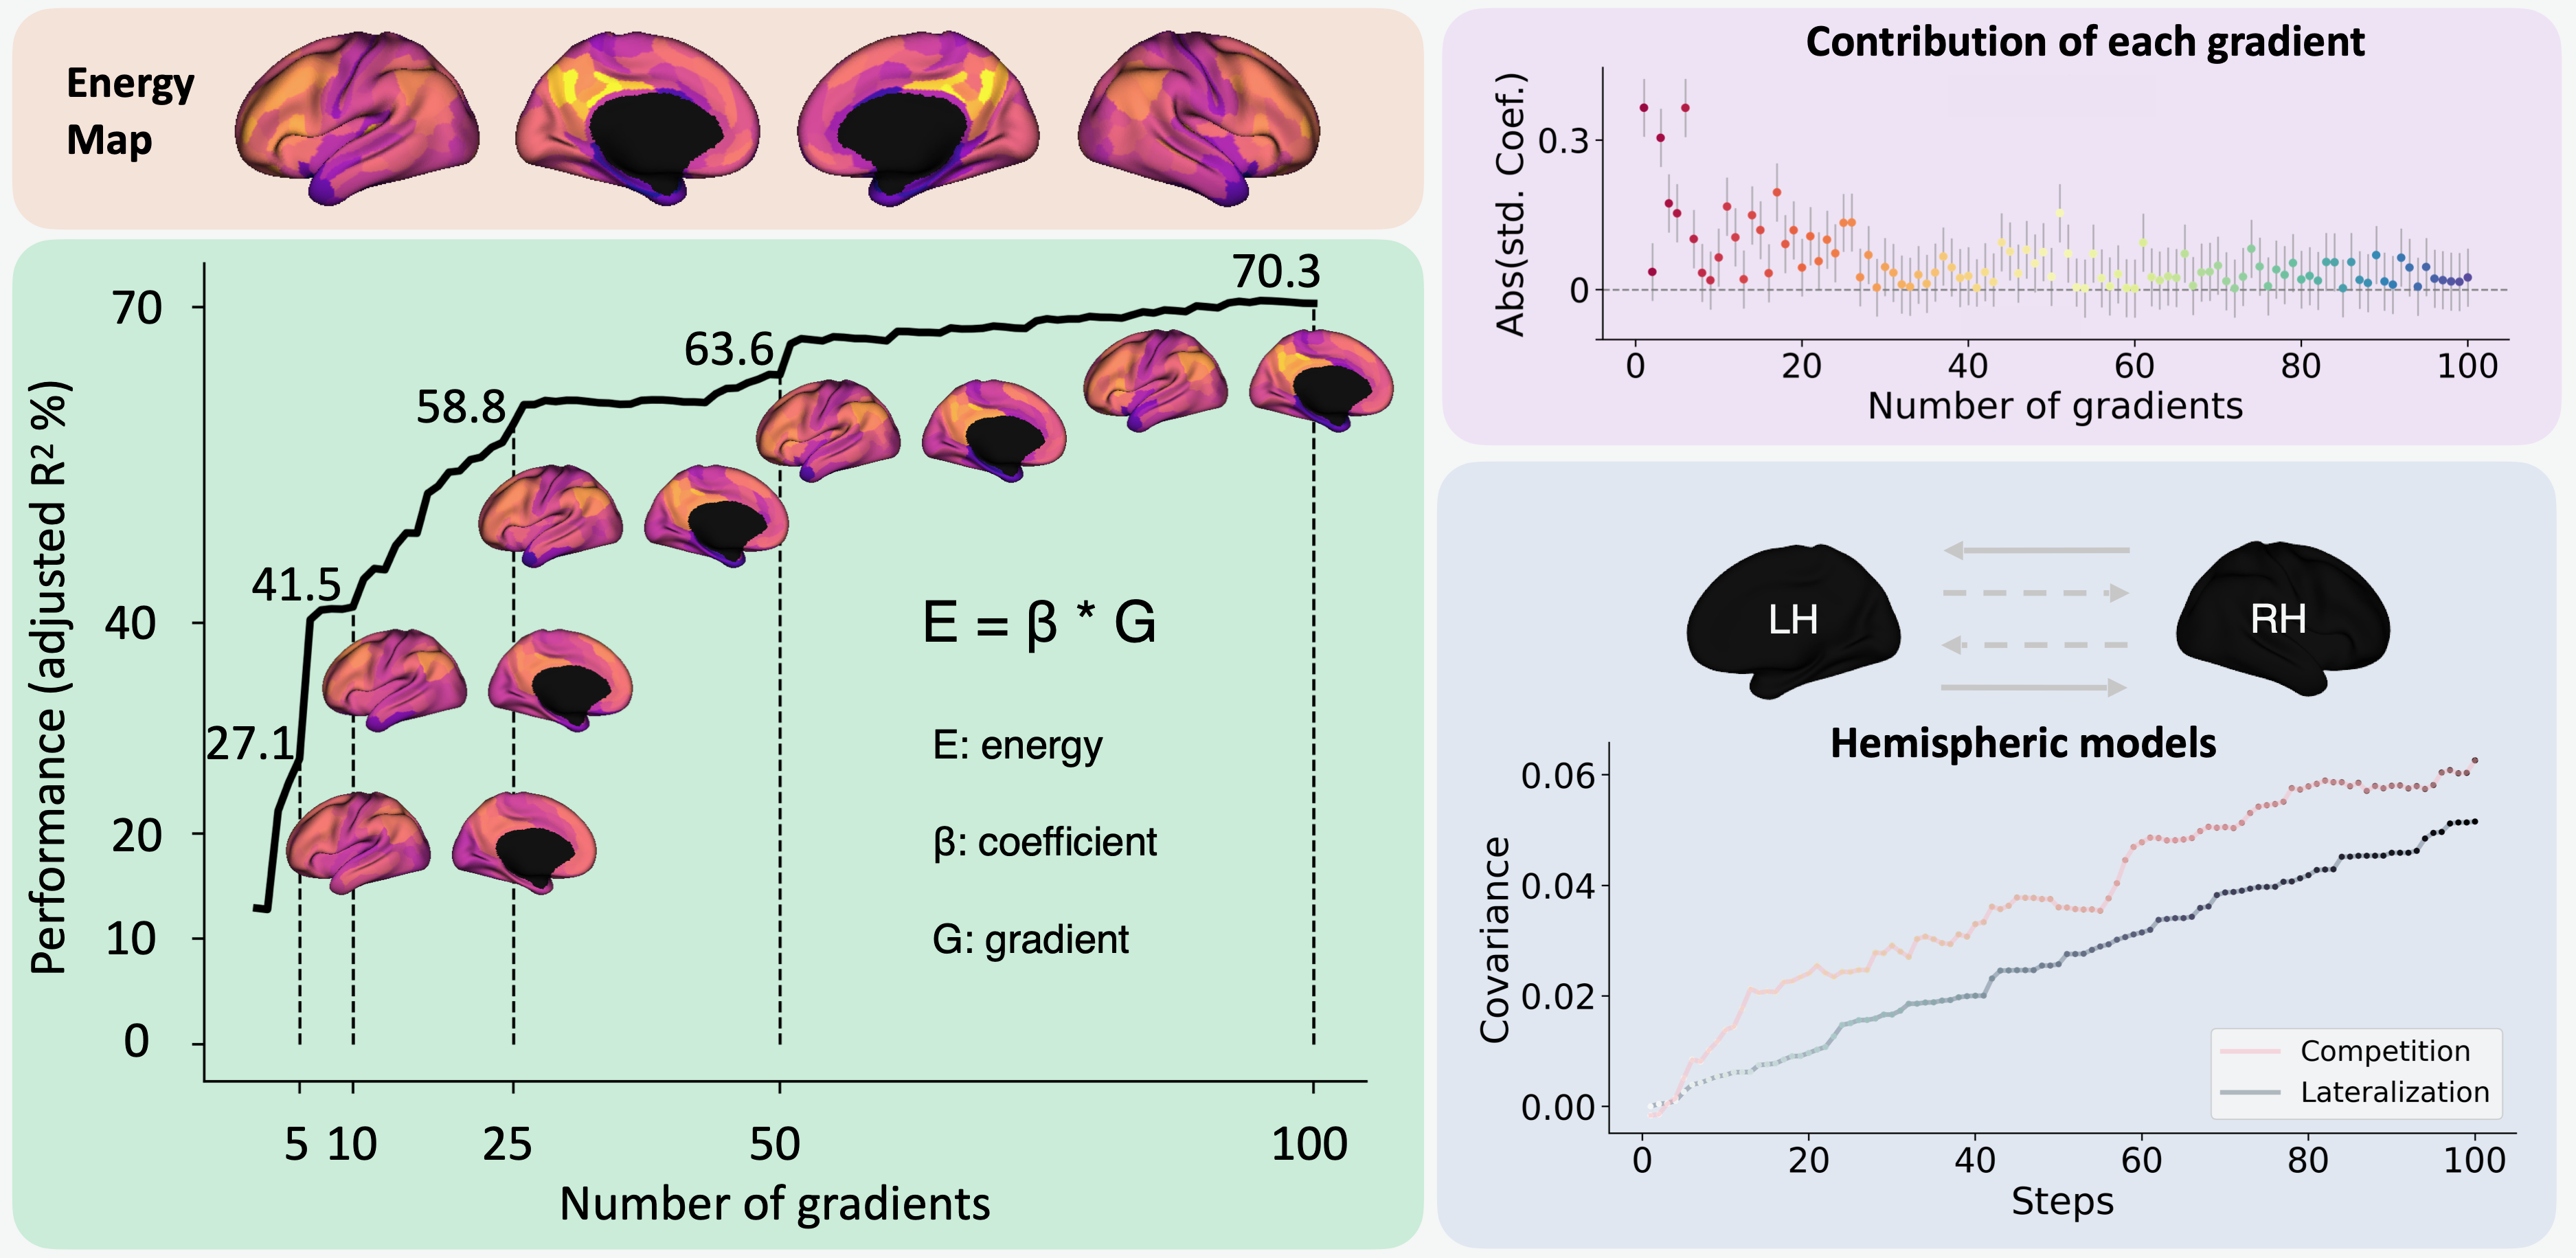 Energy
Map
Performance (adjusted R² %)
70
40
20
10
0
27.1
41.5
58.8
63.6
70.3
E = β * G
E: energy
β: coefficient
G: gradient
5 10 25 50 100
Number of gradients
Contribution of each gradient
Abs(std. Coef.)
0.3
0
0 20 40 60 80 100
Number of gradients
LH
RH
Hemispheric models
Covariance
0.06
0.04
0.02
0.00
Competition
Lateralization
0 20 40 60 80 100
Steps